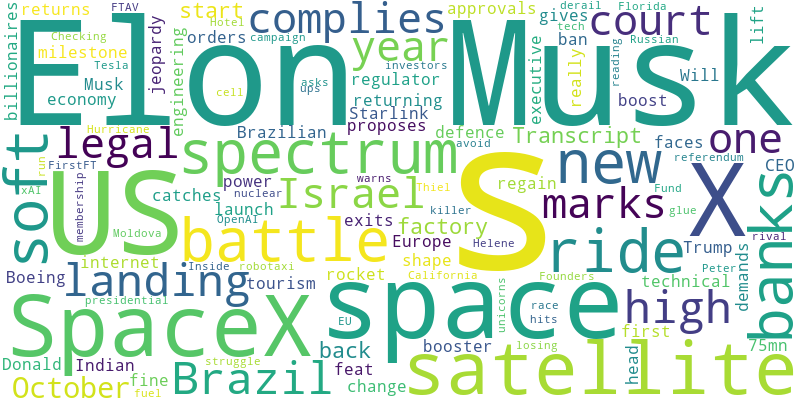 returns FTAV Hotel start complies approvals gives derail Florida
billionaires Checking orders campaign year ban tech court lift
milestone jeopardy engineering investors executive really Russian
Elon Musk
Tesla cell asks ups regulator reading Will
Musk
economy returning boost
Hurricane Brazilian Starlink proposes defence Transcript faces one
legal spectrum avoid new referendum CEO
soft run FirstFT power warns Thiel regain Fund
xAI US catches Israel nuclear S marks X banks
membership launch OpenAI exits killer glue
Moldova battle factory Europe Helene ride Trump rival
internet Inside robotaxi shape Peter
Boeing landing tourism rocket California Founders technical demands
presidential SpaceX EU space unicorns race high
hits first
struggle back booster losing head 75mn
Donald Indian Brazil feat satellite
October fine fuel change